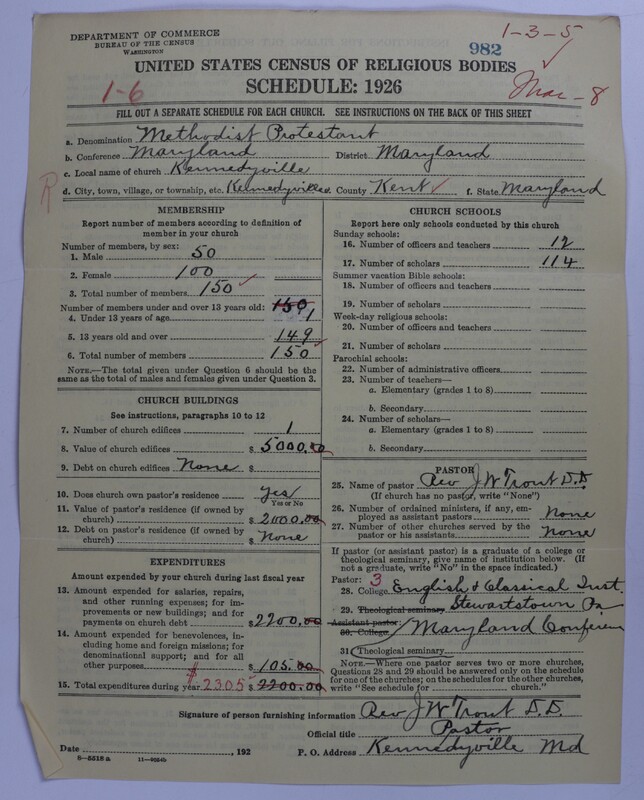 DEPARTMENT OF COMMERCE
BUREAU OF THE CENSUS
WASHINGTON
1-3-5
982
UNITED STATES CENSUS OF RELIGIOUS BODIES
SCHEDULE: 1926
1-6
Mar-8
FILL OUT A SEPARATE SCHEDULE FOR EACH CHURCH. SEE INSTRUCTIONS ON THE BACK OF THIS SHEET
a. Denomination Methodist Protestant
b. Conference Maryland District Maryland
c. Local name of church Kennedyville
R
d. City, town, village, or township, etc. Kennedyville e. County Kent f. State Maryland
MEMBERSHIP
Report number of members according to definition of
member in your church
Number of members, by sex:
1. Male 50
2. Female 100
3. Total number of members 150
Number of members under and over 13 years old: 150
4. Under 13 years of age 1
5. 13 years old and over 149
6. Total number of members 150
NOTE.—The total given under Question 6 should be
same as the total of males and females given under Question 3.
CHURCH BUILDINGS
See instructions, paragraphs 10 to 12
7. Number of church edifices 1
8. Value of church edifices $ 5000.00
9. Debt on church edifices None $
10. Does church own pastor's residence yes
Yes or No
11. Value of pastor's residence (if owned by
church) $ 2000.00
12. Debt on pastor's residence (if owned by
church) $ None
EXPENDITURES
Amount expended by your church during last fiscal year
13. Amount expended for salaries, repairs,
and other running expenses; for im-
provements or new buildings; and for
payments on church debt $ 2200.00
14. Amount expended for benevolences, in-
cluding home and foreign missions; for
denominational support; and for all
other purposes $ 105.00
15. Total expenditures during year $ 2305 $ 2200.00
CHURCH SCHOOLS
Report here only schools conducted by this church
Sunday schools:
16. Number of officers and teachers 12
17. Number of scholars 114
Summer vacation Bible schools:
18. Number of officers and teachers
19. Number of scholars
Week-day religious schools:
20. Number of officers and teachers
21. Number of scholars
Parochial schools:
22. Number of administrative officers
23. Number of teachers—
a. Elementary (grades 1 to 8)
b. Secondary
24. Number of scholars—
a. Elementary (grades 1 to 8)
b. Secondary
PASTOR
25. Name of pastor Rev J W Trout D.D.
(If church has no pastor, write "None")
26. Number of ordained ministers, if any, em-
ployed as assistant pastors None
27. Number of other churches served by the
pastor or his assistants None
If pastor (or assistant pastor) is a graduate of a college or
theological seminary, give name of institution below. (If
not a graduate, write "No" in the space indicated.)
Pastor: 3
28. College English & Classical Inst.
29. Theological seminary Stewartstown Pa
Assistant pastor:
30. College Maryland Conference
31 Theological seminary
NOTE.—Where one pastor serves two or more churches,
Questions 28 and 29 should be answered only on the schedule
for one of the churches; on the schedules for the other churches,
write "See schedule for church."
Signature of person furnishing information Rev J W Trout D.D.
Official title Pastor
Date , 192
P. O. Address Kennedyville Md
8—5518 a 11—9924b